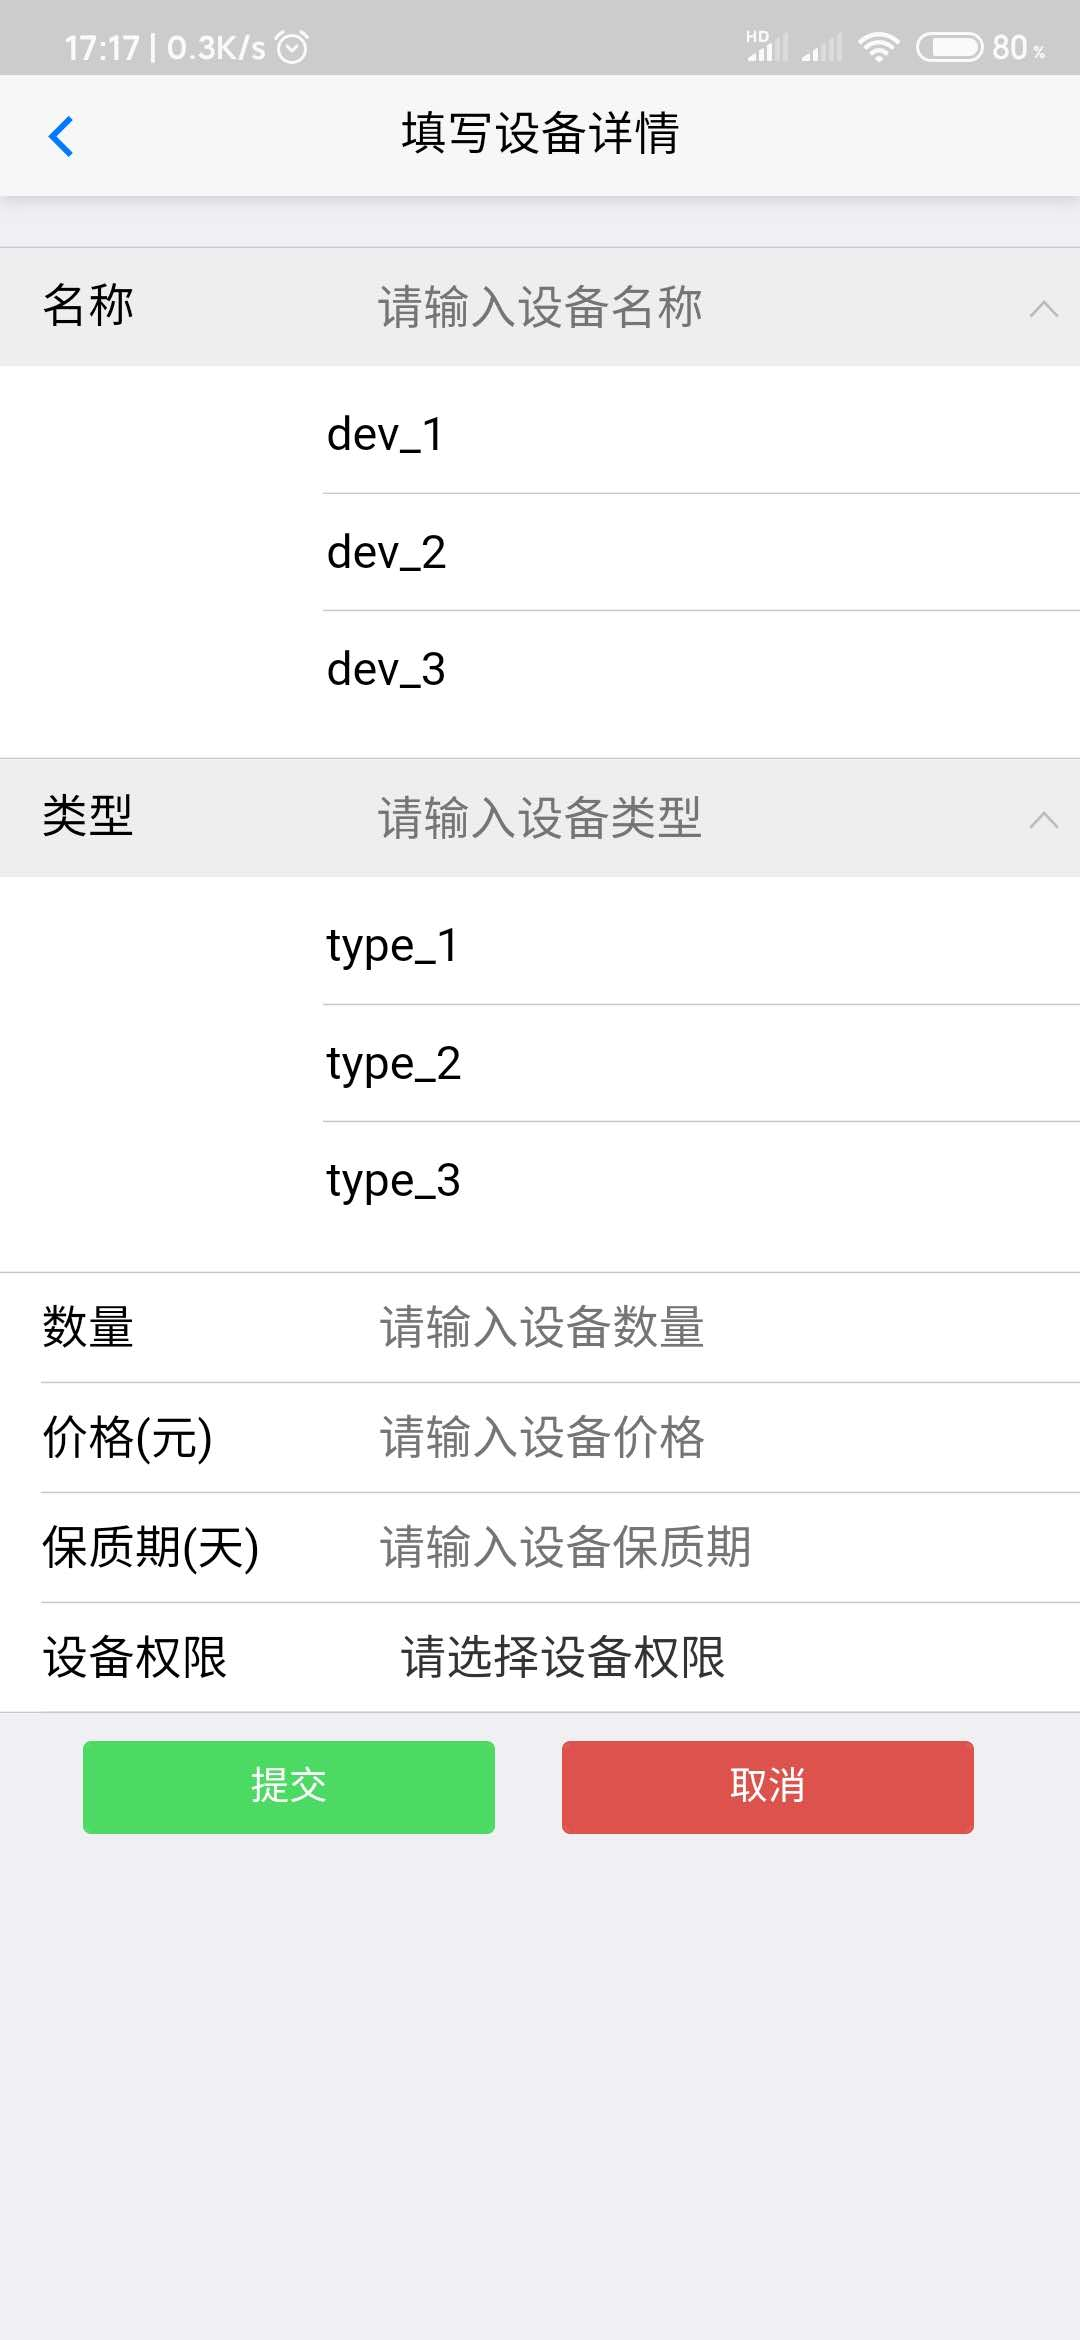 17:17 | 0.3K/s HD 80 %
填写设备详情
名称 请输入设备名称
dev_1
dev_2
dev_3
类型 请输入设备类型
type_1
type_2
type_3
数量 请输入设备数量
价格(元) 请输入设备价格
保质期(天) 请输入设备保质期
设备权限 请选择设备权限
提交 取消